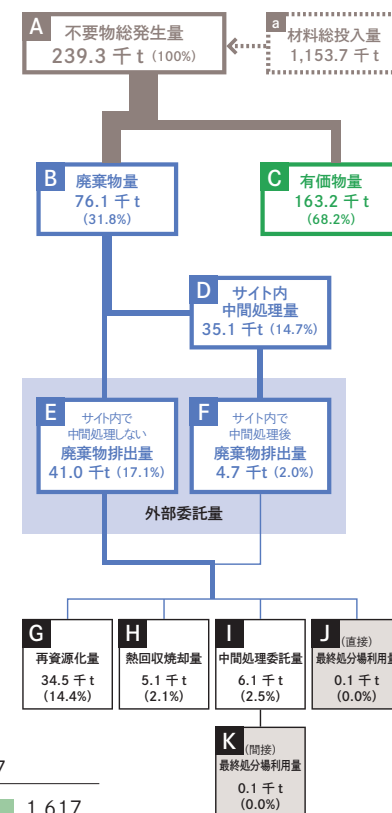 A
不要物総発生量
239.3 千 t (100%)
a
材料総投入量
1,153.7 千 t
B
廃棄物量
76.1 千 t
(31.8%)
C
有価物量
163.2 千 t
(68.2%)
D
サイト内
中間処理量
35.1 千t (14.7%)
E
サイト内で
中間処理しない
廃棄物排出量
41.0 千t (17.1%)
F
サイト内で
中間処理後
廃棄物排出量
4.7 千t (2.0%)
外部委託量
G
再資源化量
34.5 千 t
(14.4%)
H
熱回収焼却量
5.1 千 t
(2.1%)
I
中間処理委託量
6.1 千 t
(2.5%)
J
(直接)
最終処分場利用量
0.1 千 t
(0.0%)
K
(間接)
最終処分場利用量
0.1 千 t
(0.0%)
7
1,617